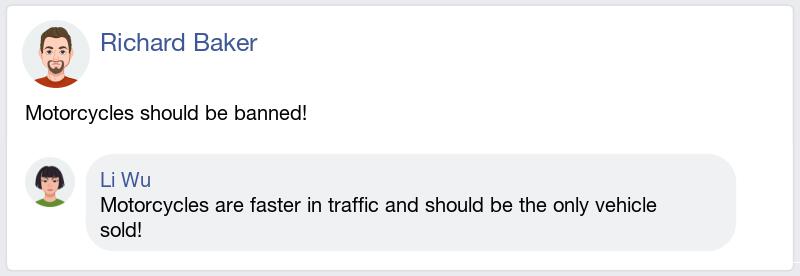 Richard Baker
Motorcycles should be banned!
Li Wu
Motorcycles are faster in traffic and should be the only vehicle
sold!